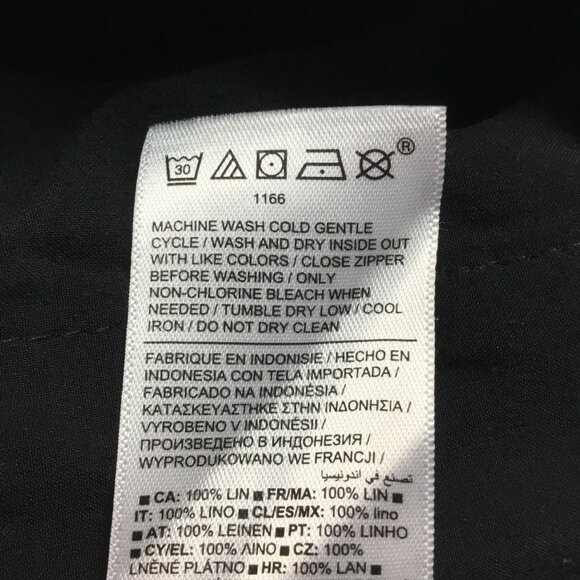 30 ®
1166
MACHINE WASH COLD GENTLE
CYCLE / WASH AND DRY INSIDE OUT
WITH LIKE COLORS / CLOSE ZIPPER
BEFORE WASHING / ONLY
NON-CHLORINE BLEACH WHEN
NEEDED / TUMBLE DRY LOW / COOL
IRON / DO NOT DRY CLEAN
FABRIQUE EN INDONISIE / HECHO EN
INDONESIA CON TELA IMPORTADA /
FABRICADO NA INDONÉSIA /
ΚΑΤΑΣΚΕΥΑΣΤΗΚΕ ΣΤΗΝ ΙΝΔΟΝΗΣΙΑ /
VYROBENO V INDONÉSII /
ПРОИЗВЕДЕНО В ИНДОНЕЗИЯ /
WYPRODUKOWANO WE FRANCJI /
تصنع في اندونيسيا
■ CA: 100% LIN ■ FR/MA: 100% LIN ■
IT: 100% LINO ■ CL/ES/MX: 100% lino
■ AT: 100% LEINEN ■ PT: 100% LINHO
■ CY/EL: 100% ΛΙΝΟ ■ CZ: 100%
LNĚNÉ PLÁTNO ■ HR: 100% LAN ■